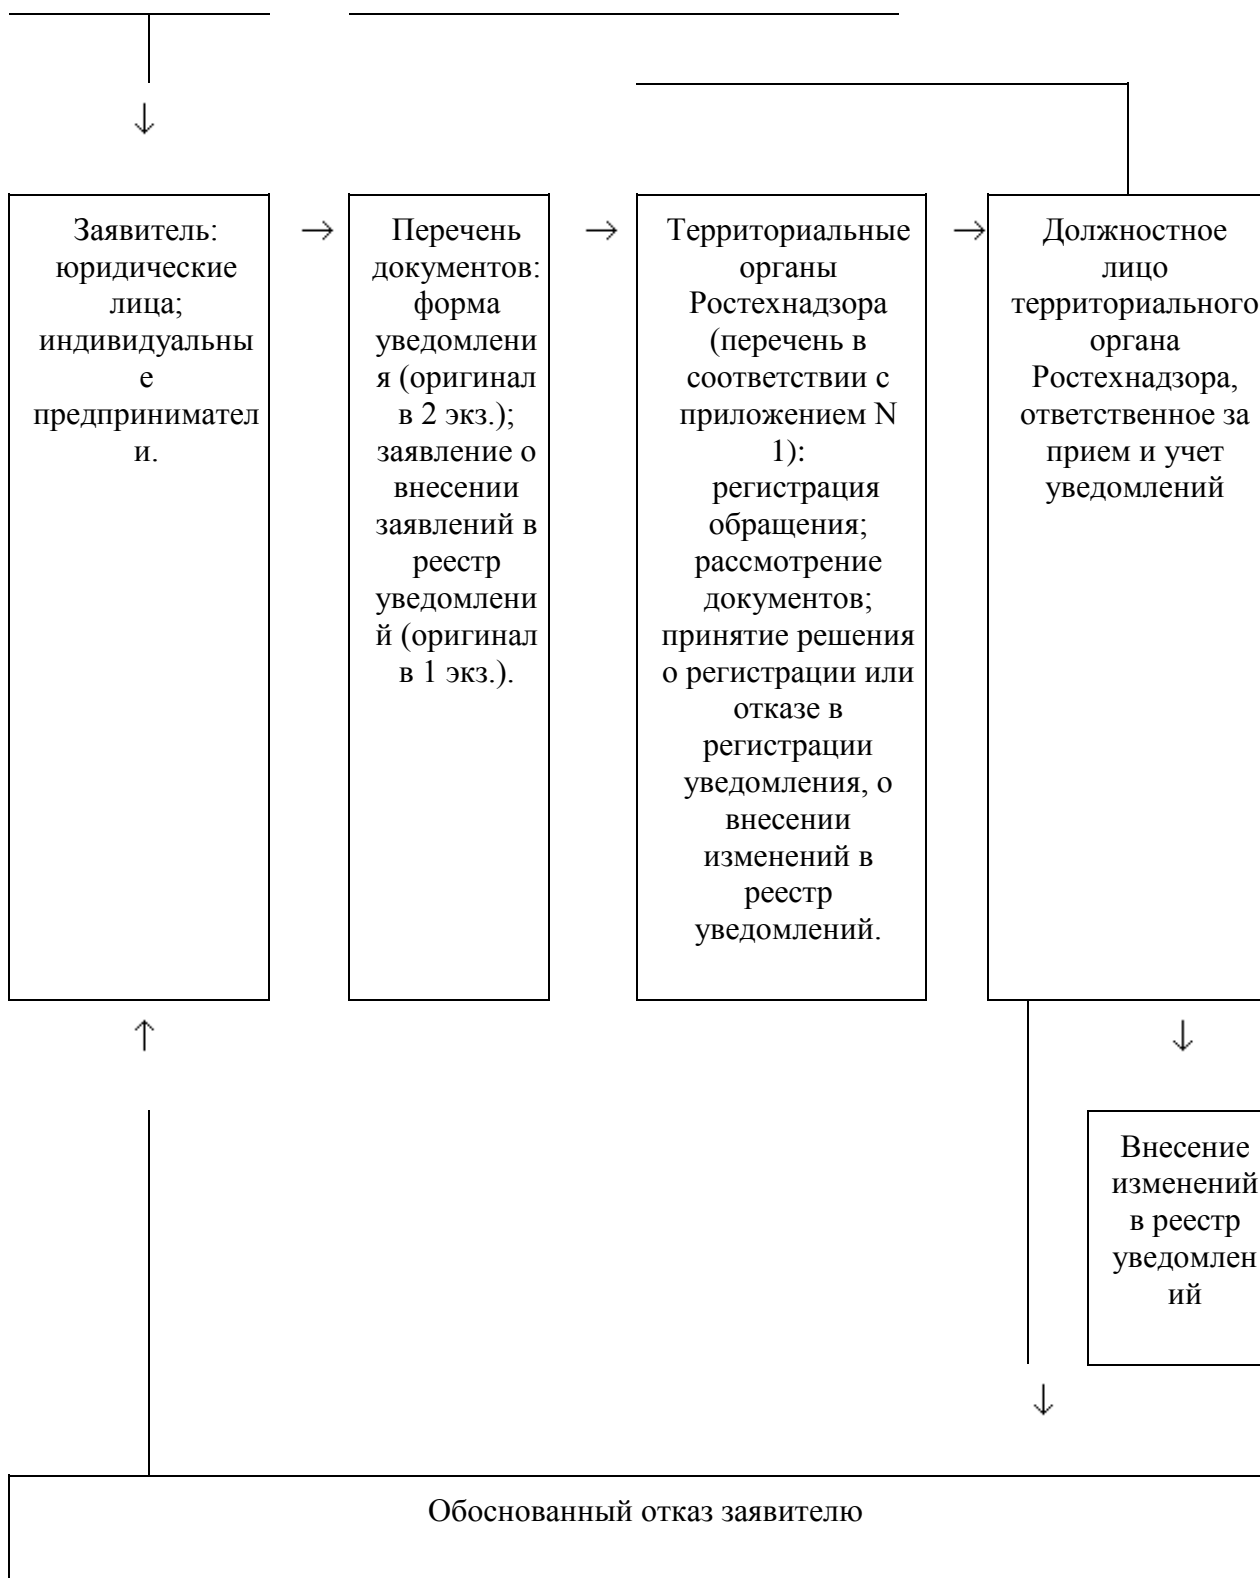 Заявитель:
юридические
лица;
индивидуальны
е
предпринимател
и.
→
Перечень
документов:
форма
уведомлени
я (оригинал
в 2 экз.);
заявление о
внесении
заявлений в
реестр
уведомлени
й (оригинал
в 1 экз.).
→
Территориальные
органы
Ростехнадзора
(перечень в
соответствии с
приложением N
1):
регистрация
обращения;
рассмотрение
документов;
принятие решения
о регистрации или
отказе в
регистрации
уведомления, о
внесении
изменений в
реестр
уведомлений.
→
Должностное
лицо
территориального
органа
Ростехнадзора,
ответственное за
прием и учет
уведомлений
Внесение
изменений
в реестр
уведомлен
ий
Обоснованный отказ заявителю